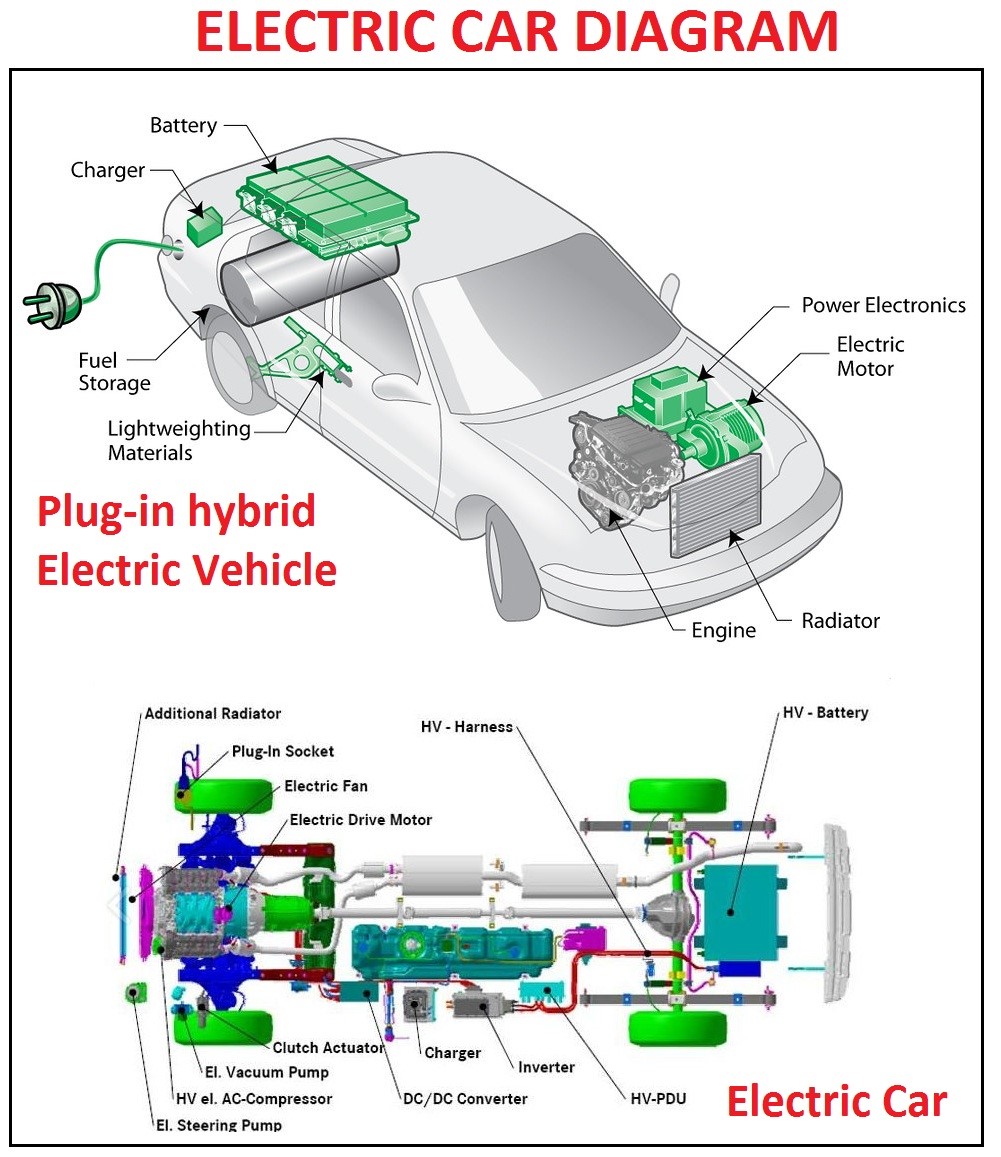 ELECTRIC CAR DIAGRAM
Battery
Charger
Power Electronics
Electric
Motor
Fuel
Storage
Lightweighting
Materials
Plug-in hybrid
Electric Vehicle
Engine
Radiator
Additional Radiator
HV - Harness
HV - Battery
Plug-In Socket
Electric Fan
Electric Drive Motor
Clutch Actuator
Charger
Inverter
El. Vacuum Pump
HV el. AC-Compressor
DC/DC Converter
HV-PDU
Electric Car
El. Steering Pump